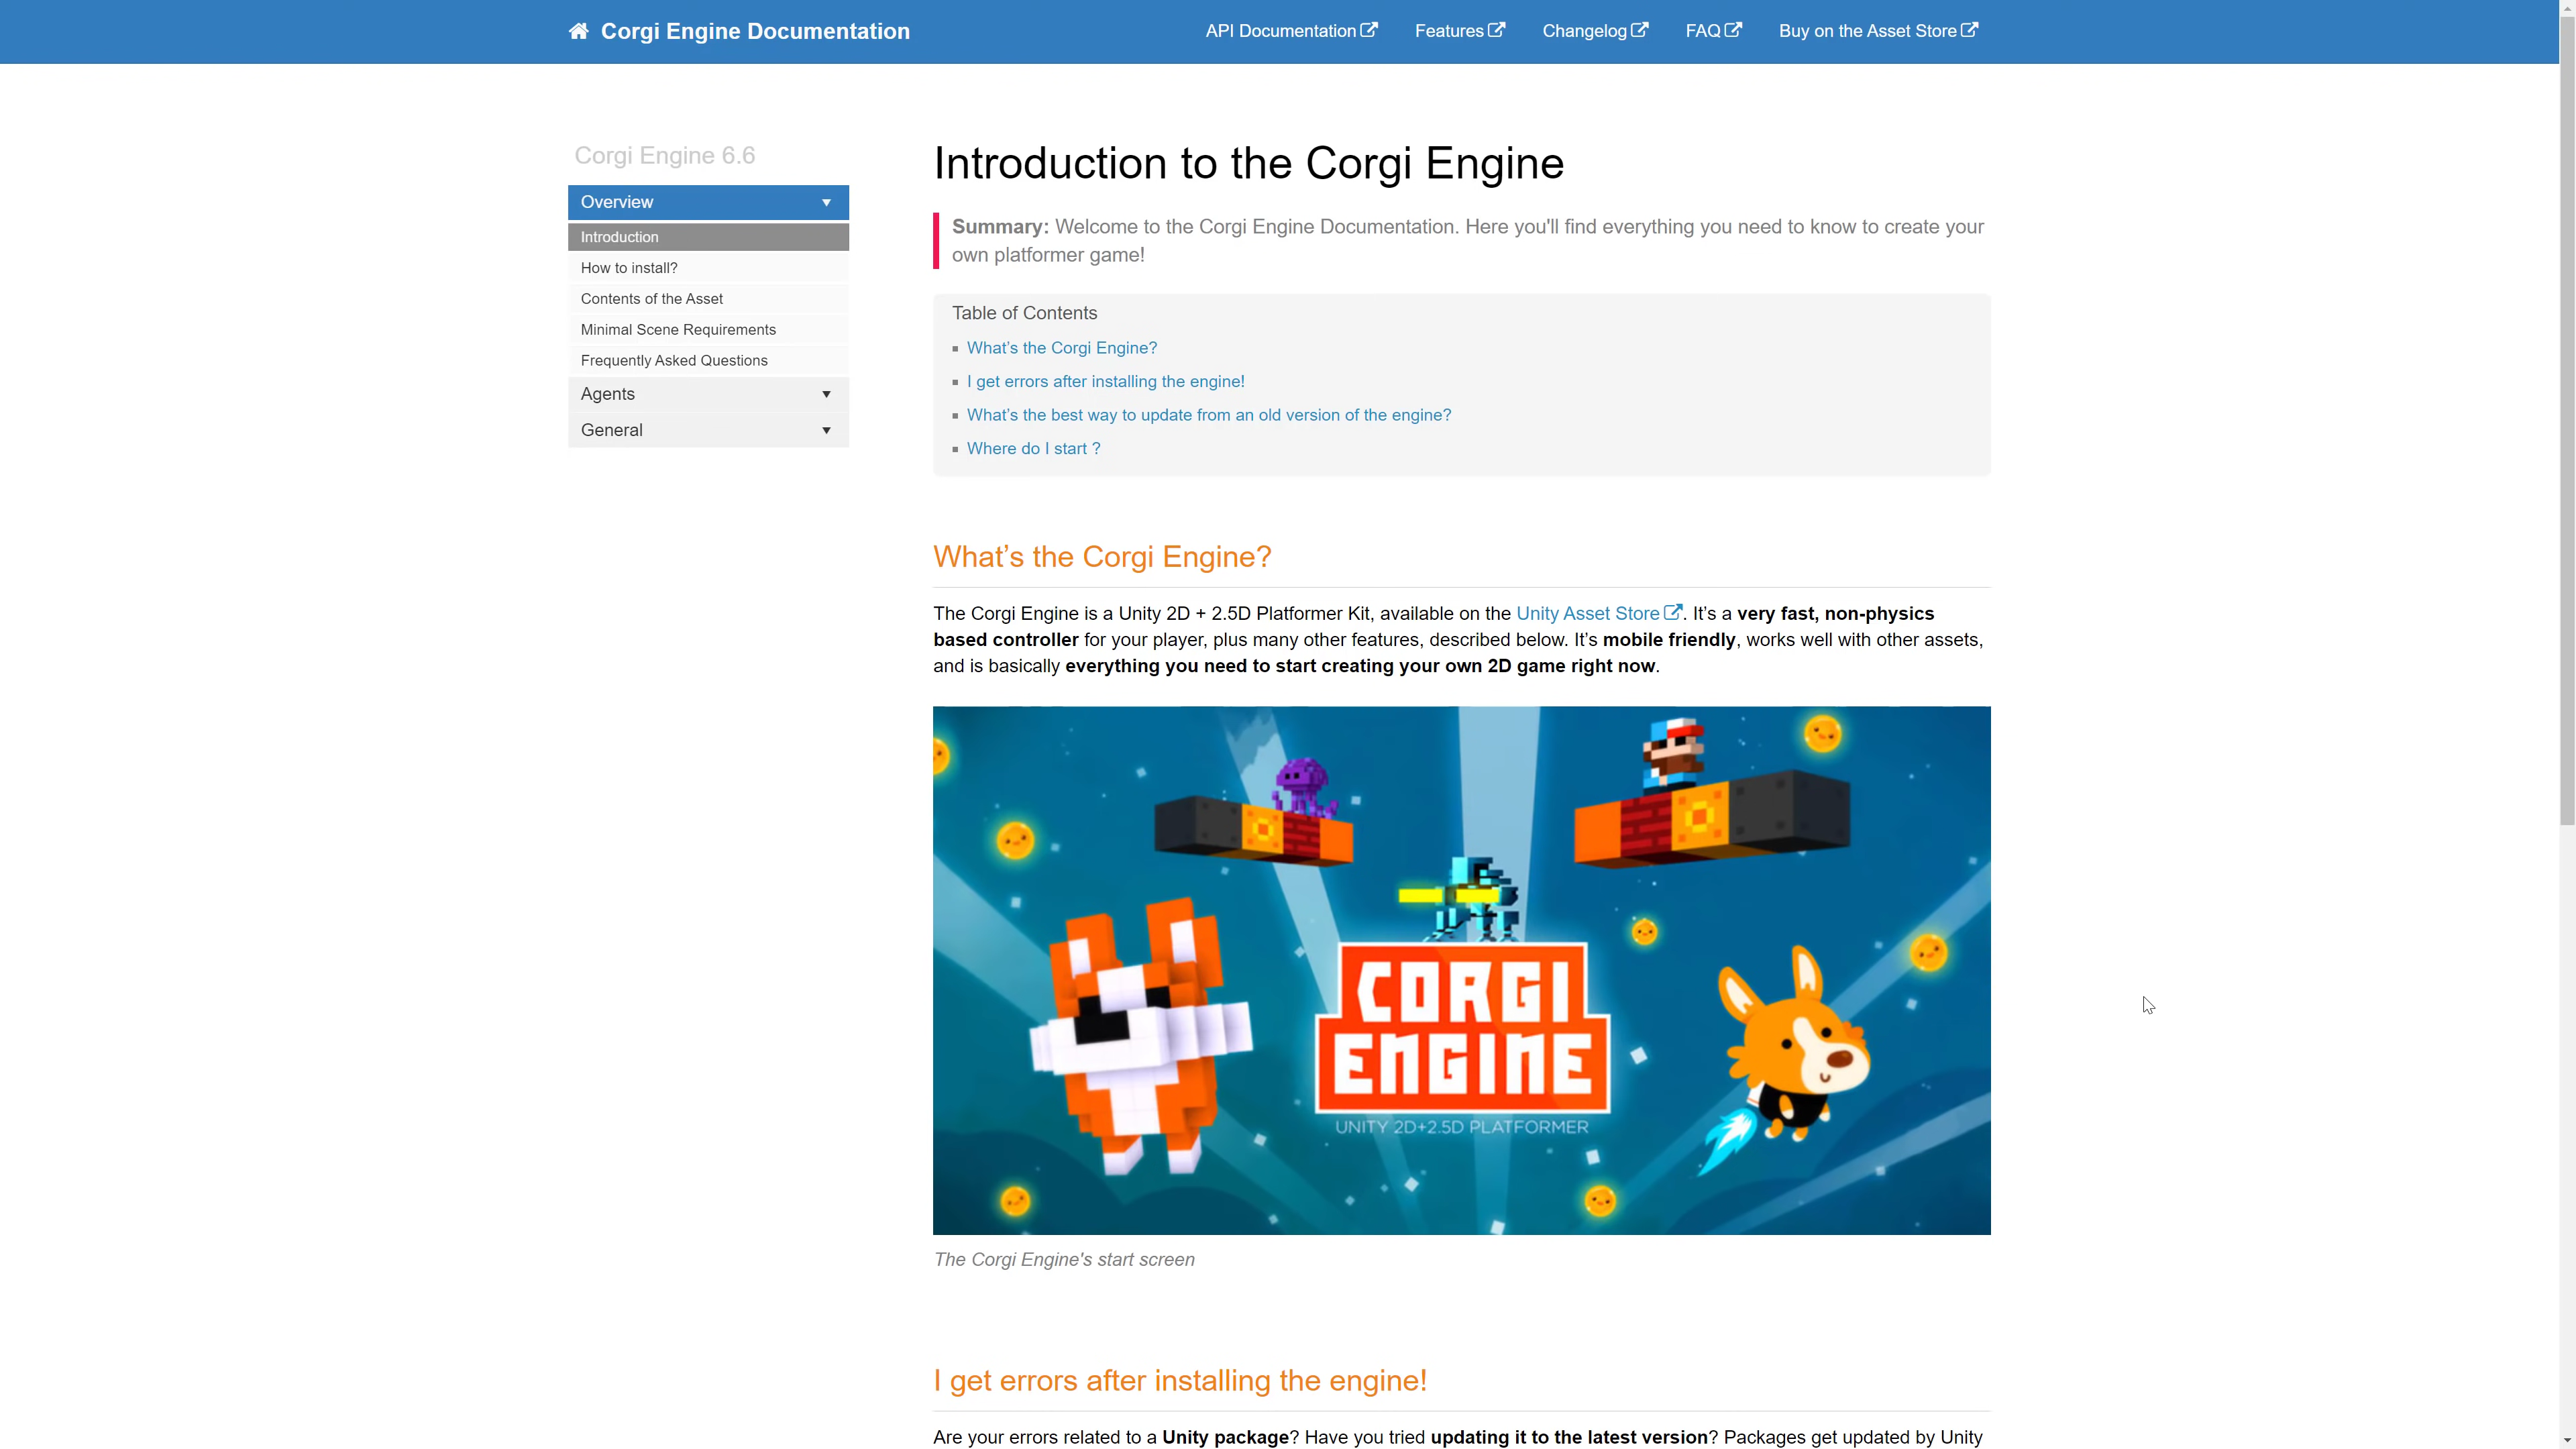 Corgi Engine Documentation
API Documentation
Features
Changelog
FAQ
Buy on the Asset Store
Corgi Engine 6.6
Overview
Introduction
How to install?
Contents of the Asset
Minimal Scene Requirements
Frequently Asked Questions
Agents
General
Introduction to the Corgi Engine
Summary: Welcome to the Corgi Engine Documentation. Here you'll find everything you need to know to create your
own platformer game!
Table of Contents
What’s the Corgi Engine?
I get errors after installing the engine!
What’s the best way to update from an old version of the engine?
Where do I start ?
What’s the Corgi Engine?
The Corgi Engine is a Unity 2D + 2.5D Platformer Kit, available on the Unity Asset Store. It’s a very fast, non-physics
based controller for your player, plus many other features, described below. It’s mobile friendly, works well with other assets,
and is basically everything you need to start creating your own 2D game right now.
CORGI
ENGINE
UNITY 2D+2.5D PLATFORMER
The Corgi Engine's start screen
I get errors after installing the engine!
Are your errors related to a Unity package? Have you tried updating it to the latest version? Packages get updated by Unity